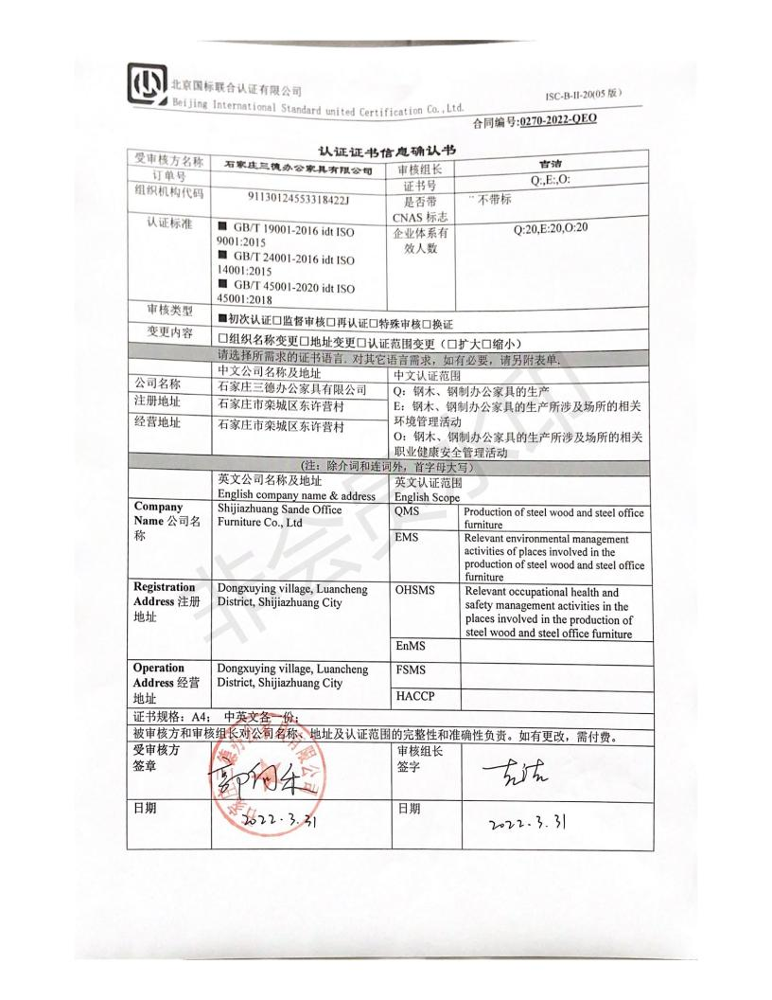 北京国标联合认证有限公司
Beijing International Standard united Certification Co.,Ltd.
ISC-B-II-20(05 版)
合同编号:0270-2022-QEO
认证证书信息确认书
受审核方名称 石家庄三德办公家具有限公司 审核组长 吉洁
订单号 证书号 Q:,E:,O:
组织机构代码 91130124553318422J 是否带
CNAS 标志 不带标
认证标准 ■ GB/T 19001-2016 idt ISO
9001:2015
■ GB/T 24001-2016 idt ISO
14001:2015
■ GB/T 45001-2020 idt ISO
45001:2018
企业体系有
效人数 Q:20,E:20,O:20
审核类型 ■初次认证□监督审核□再认证□特殊审核□换证
变更内容 □组织名称变更□地址变更□认证范围变更（□扩大□缩小）
请选择所需求的证书语言. 对其它语言需求，如有必要，请另附表单.
中文公司名称及地址 中文认证范围
公司名称 石家庄三德办公家具有限公司
注册地址 石家庄市栾城区东许营村
经营地址 石家庄市栾城区东许营村
Q：钢木、钢制办公家具的生产
E：钢木、钢制办公家具的生产所涉及场所的相关
环境管理活动
O：钢木、钢制办公家具的生产所涉及场所的相关
职业健康安全管理活动
(注：除介词和连词外，首字母大写)
英文公司名称及地址
English company name & address
英文认证范围
English Scope
Company
Name 公司名
称
Shijiazhuang Sande Office
Furniture Co., Ltd
QMS Production of steel wood and steel office
furniture
EMS Relevant environmental management
activities of places involved in the
production of steel wood and steel office
furniture
Registration
Address 注册
地址
Dongxuying village, Luancheng
District, Shijiazhuang City
OHSMS Relevant occupational health and
safety management activities in the
places involved in the production of
steel wood and steel office furniture
EnMS
Operation
Address 经营
地址
Dongxuying village, Luancheng
District, Shijiazhuang City
FSMS
HACCP
证书规格：A4； 中英文各一份；
被审核方和审核组长对公司名称、地址及认证范围的完整性和准确性负责。如有更改，需付费。
受审核方
签章
审核组长
签字
吉洁
日期 2022.3.31 日期 2022.3.31
非会员水印